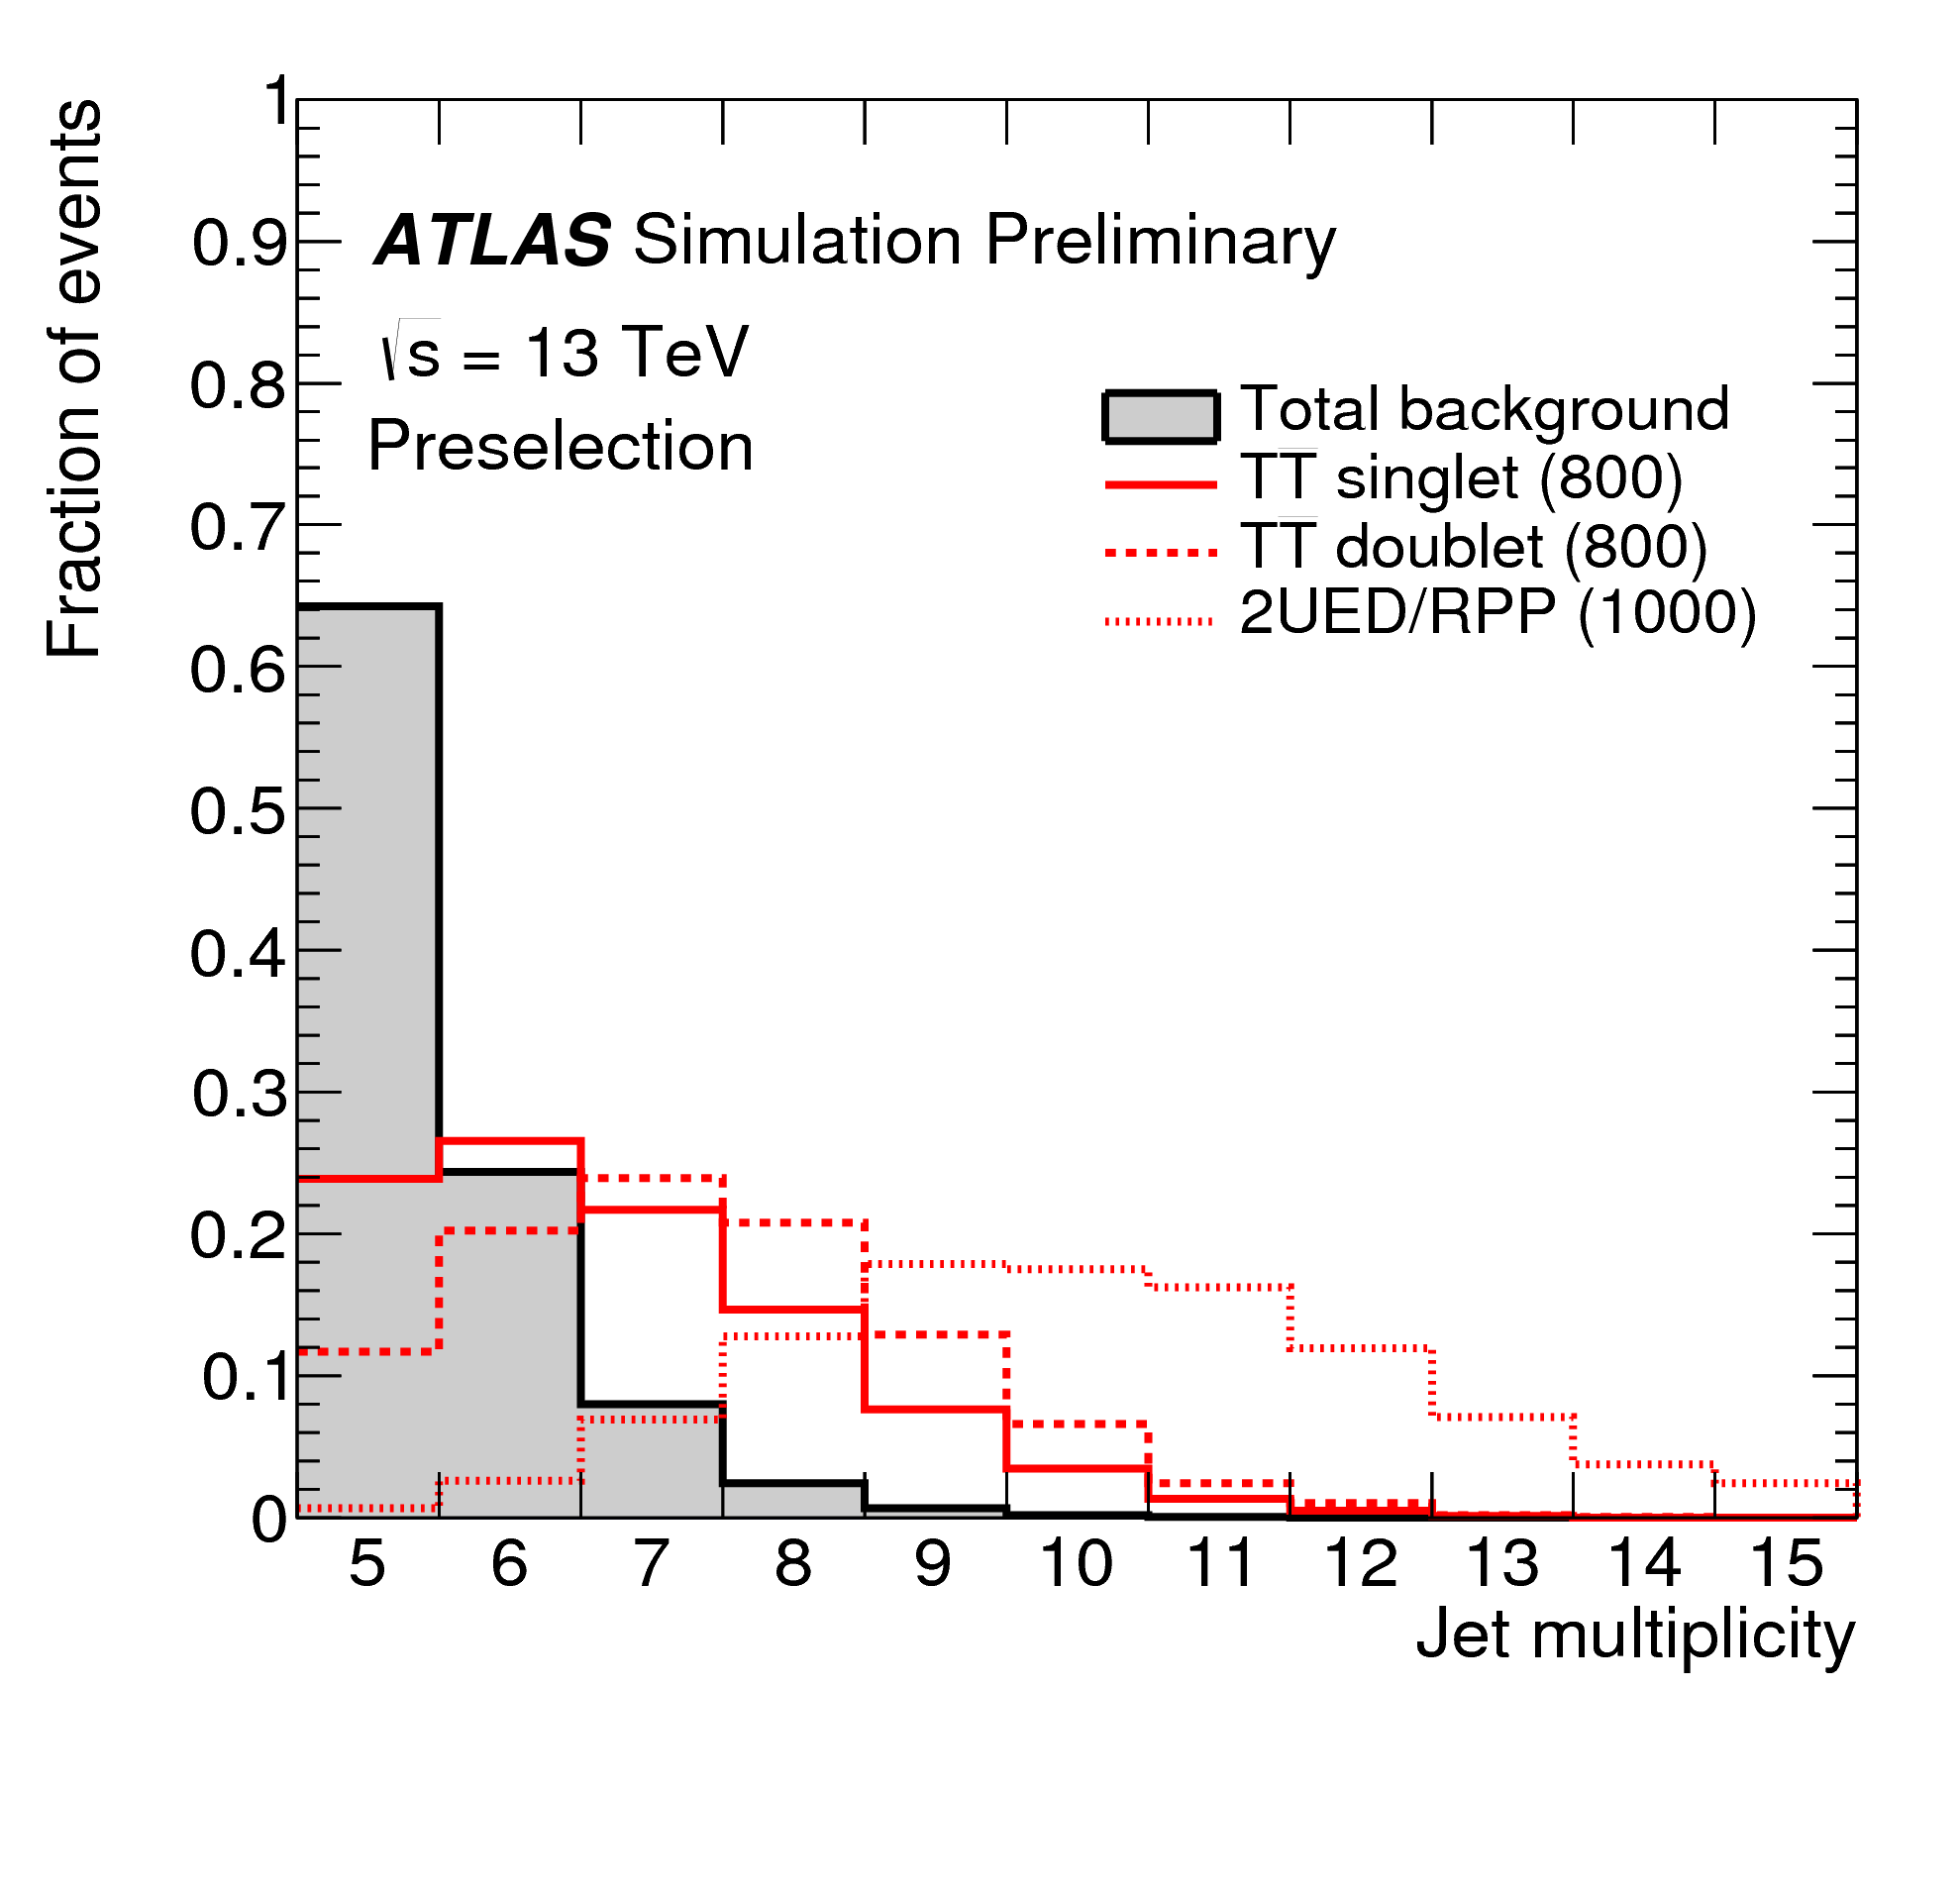 Fraction of events
1
0.9
0.8
0.7
0.6
0.5
0.4
0.3
0.2
0.1
0
ATLAS Simulation Preliminary
√s = 13 TeV
Preselection
Total background
TT̅ singlet (800)
TT̅ doublet (800)
2UED/RPP (1000)
5 6 7 8 9 10 11 12 13 14 15
Jet multiplicity